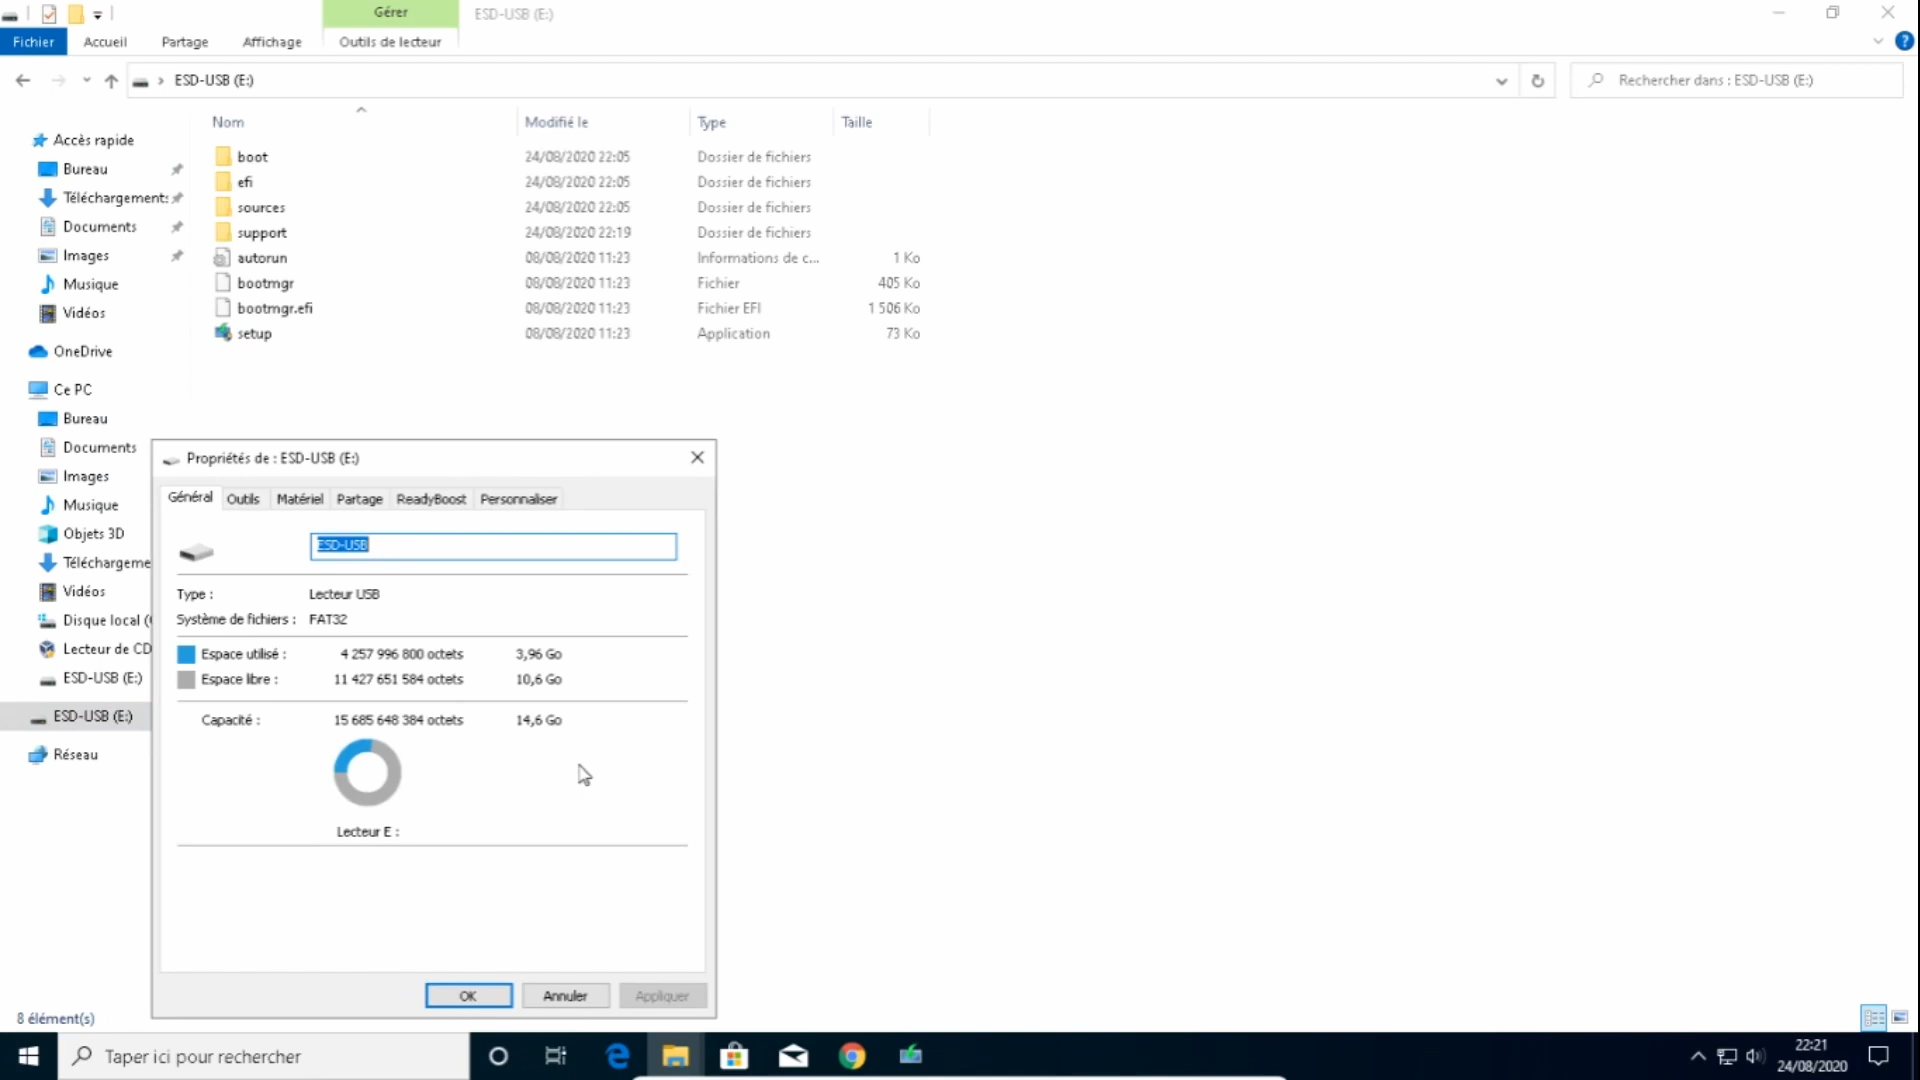 Gérer
ESD-USB (E:)
Fichier
Accueil
Partage
Affichage
Outils de lecteur
ESD-USB (E:)
Rechercher dans : ESD-USB (E:)
Nom
Modifié le
Type
Taille
boot 24/08/2020 22:05 Dossier de fichiers
efi 24/08/2020 22:05 Dossier de fichiers
sources 24/08/2020 22:05 Dossier de fichiers
support 24/08/2020 22:19 Dossier de fichiers
autorun 08/08/2020 11:23 Informations de c... 1 Ko
bootmgr 08/08/2020 11:23 Fichier 405 Ko
bootmgr.efi 08/08/2020 11:23 Fichier EFI 1 506 Ko
setup 08/08/2020 11:23 Application 73 Ko
Accès rapide
Bureau
Téléchargements
Documents
Images
Musique
Vidéos
OneDrive
Ce PC
Bureau
Documents
Images
Musique
Objets 3D
Téléchargeme
Vidéos
Disque local (
Lecteur de CD
ESD-USB (E:)
ESD-USB (E:)
Réseau
Propriétés de : ESD-USB (E:)
Général
Outils
Matériel
Partage
ReadyBoost
Personnaliser
ESD-USB
Type : Lecteur USB
Système de fichiers : FAT32
Espace utilisé : 4 257 996 800 octets 3,96 Go
Espace libre : 11 427 651 584 octets 10,6 Go
Capacité : 15 685 648 384 octets 14,6 Go
Lecteur E :
OK
Annuler
Appliquer
8 élément(s)
Taper ici pour rechercher
22:21
24/08/2020